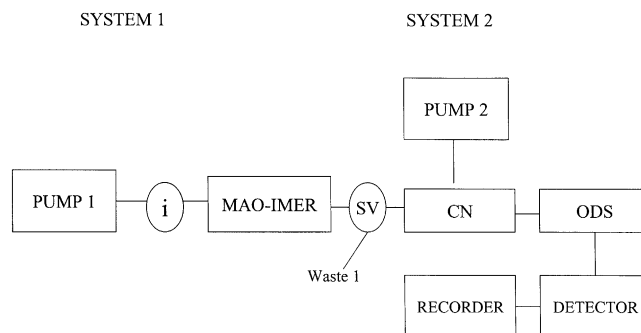 SYSTEM 1
SYSTEM 2
PUMP 2
PUMP 1
i
MAO-IMER
SV
CN
ODS
Waste 1
RECORDER
DETECTOR